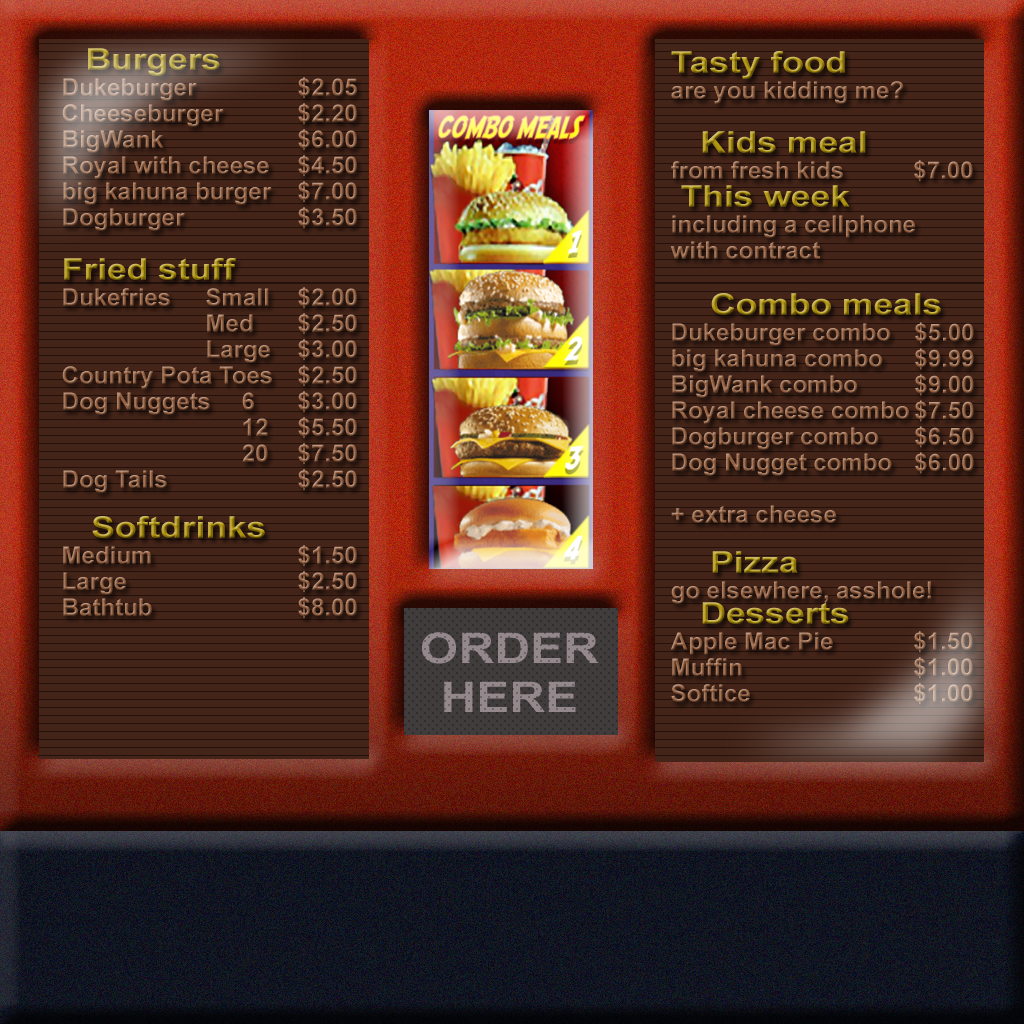 Burgers
Dukeburger $2.05
Cheeseburger $2.20
BigWank $6.00
Royal with cheese $4.50
big kahuna burger $7.00
Dogburger $3.50
Fried stuff
Dukefries Small $2.00
Med $2.50
Large $3.00
Country Pota Toes $2.50
Dog Nuggets 6 $3.00
12 $5.50
20 $7.50
Dog Tails $2.50
Softdrinks
Medium $1.50
Large $2.50
Bathtub $8.00
COMBO MEALS
1
2
3
4
ORDER
HERE
Tasty food
are you kidding me?
Kids meal
from fresh kids $7.00
This week
including a cellphone
with contract
Combo meals
Dukeburger combo $5.00
big kahuna combo $9.99
BigWank combo $9.00
Royal cheese combo $7.50
Dogburger combo $6.50
Dog Nugget combo $6.00
+ extra cheese
Pizza
go elsewhere, asshole!
Desserts
Apple Mac Pie $1.50
Muffin $1.00
Softice $1.00